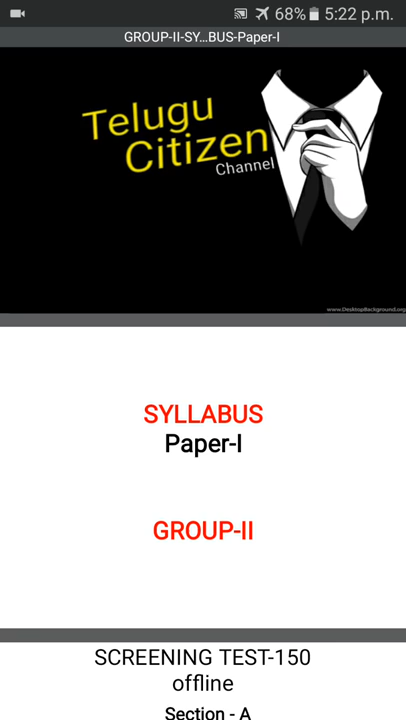 68% 5:22 p.m.
GROUP-II-SY...BUS-Paper-I
Telugu
Citizen
Channel
www.DesktopBackground.org
SYLLABUS
Paper-I
GROUP-II
SCREENING TEST-150
offline
Section - A